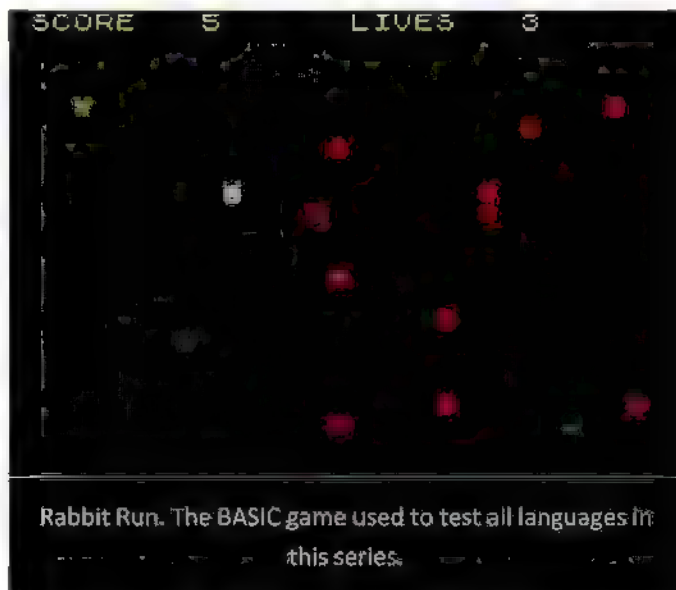 SCORE 5 LIVES 3
Rabbit Run. The BASIC game used to test all languages in
this series.